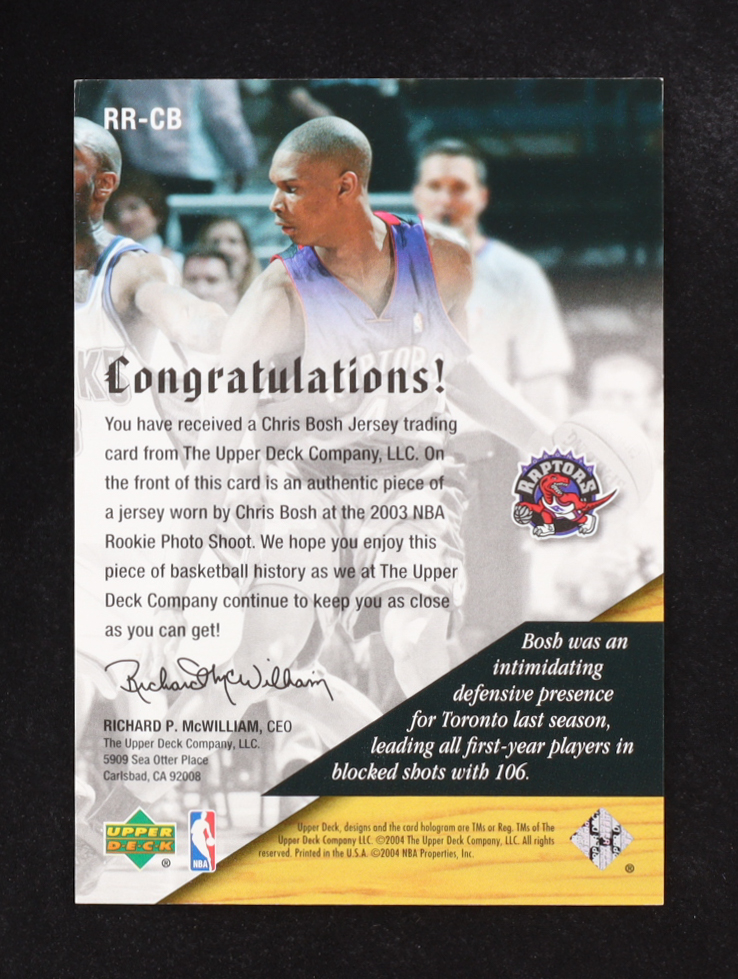 RR-CB
Congratulations!
You have received a Chris Bosh Jersey trading
card from The Upper Deck Company, LLC. On
the front of this card is an authentic piece of
a jersey worn by Chris Bosh at the 2003 NBA
Rookie Photo Shoot. We hope you enjoy this
piece of basketball history as we at The Upper
Deck Company continue to keep you as close
as you can get!
RAPTORS
Richard McWilliam
RICHARD P. McWILLIAM, CEO
The Upper Deck Company, LLC.
5909 Sea Otter Place
Carlsbad, CA 92008
Bosh was an
intimidating
defensive presence
for Toronto last season,
leading all first-year players in
blocked shots with 106.
UPPER
DECK
®
NBA
Upper Deck, designs and the card hologram are TMs or Reg. TMs of The
Upper Deck Company LLC. ©2004 The Upper Deck Company, LLC. All rights
reserved. Printed in the U.S.A. ©2004 NBA Properties, Inc.
®